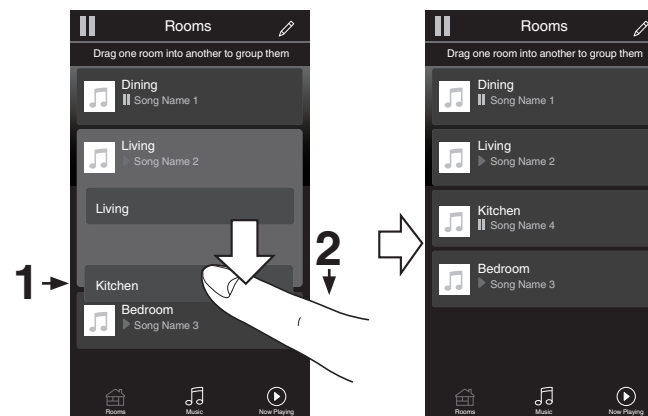 Rooms
Drag one room into another to group them
Dining
Song Name 1
Living
Song Name 2
Living
1
Kitchen
2
Bedroom
Song Name 3
Rooms
Music
Now Playing
Rooms
Drag one room into another to group them
Dining
Song Name 1
Living
Song Name 2
Kitchen
Song Name 4
Bedroom
Song Name 3
Rooms
Music
Now Playing